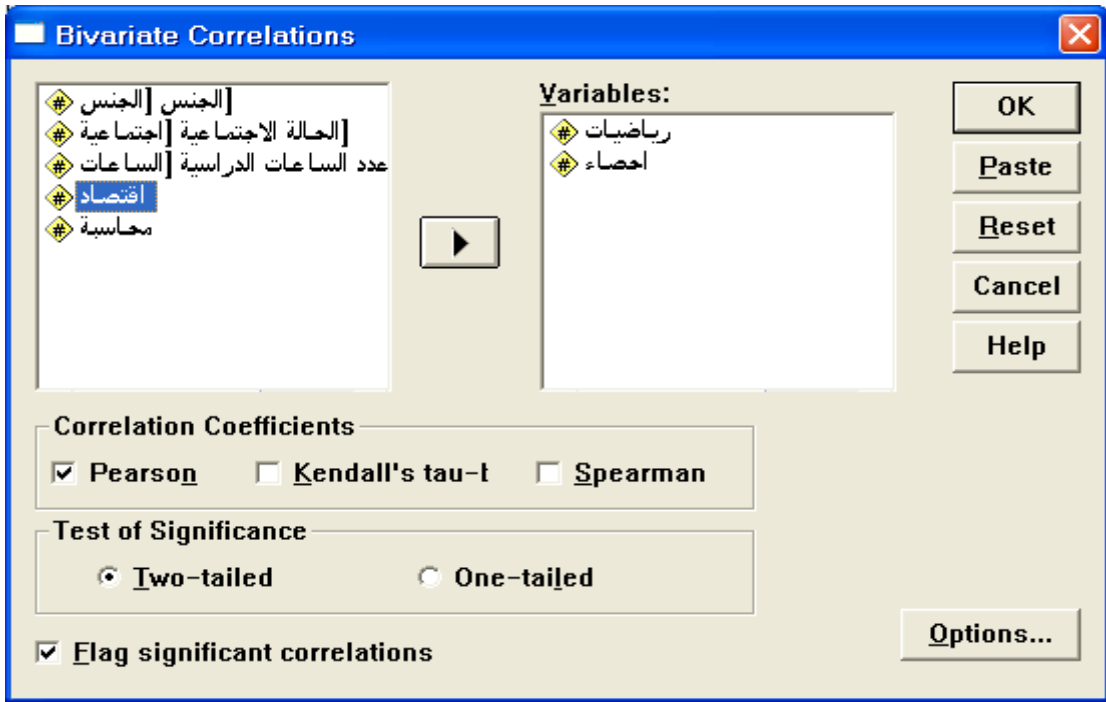 Bivariate Correlations
الجنس [الجنس]
الحالة الاجتماعية [اجتماعية]
عدد الساعات الدراسية [الساعات
اقتصاد
محاسبة
Variables:
رياضيات
احصاء
OK
Paste
Reset
Cancel
Help
Correlation Coefficients
Pearson Kendall's tau-t Spearman
Test of Significance
Two-tailed One-tailed
Flag significant correlations
Options...